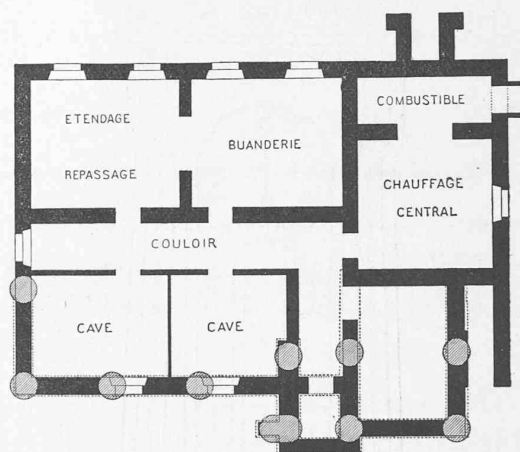 ETENDAGE
REPASSAGE
BUANDERIE
COMBUSTIBLE
CHAUFFAGE
CENTRAL
COULOIR
CAVE
CAVE